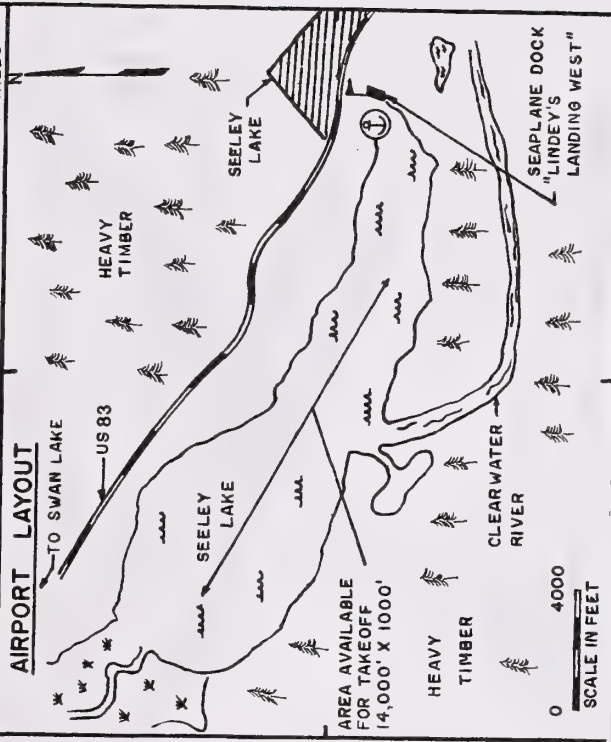 AIRPORT LAYOUT
TO SWAN LAKE
US 83
HEAVY
TIMBER
N
SEELEY
LAKE
SEELEY LAKE
AREA AVAILABLE
FOR TAKEOFF
14,000' X 1000'
HEAVY
TIMBER
CLEARWATER
RIVER
SEAPLANE DOCK
"LINDEY'S
LANDING WEST"
0 4000
SCALE IN FEET